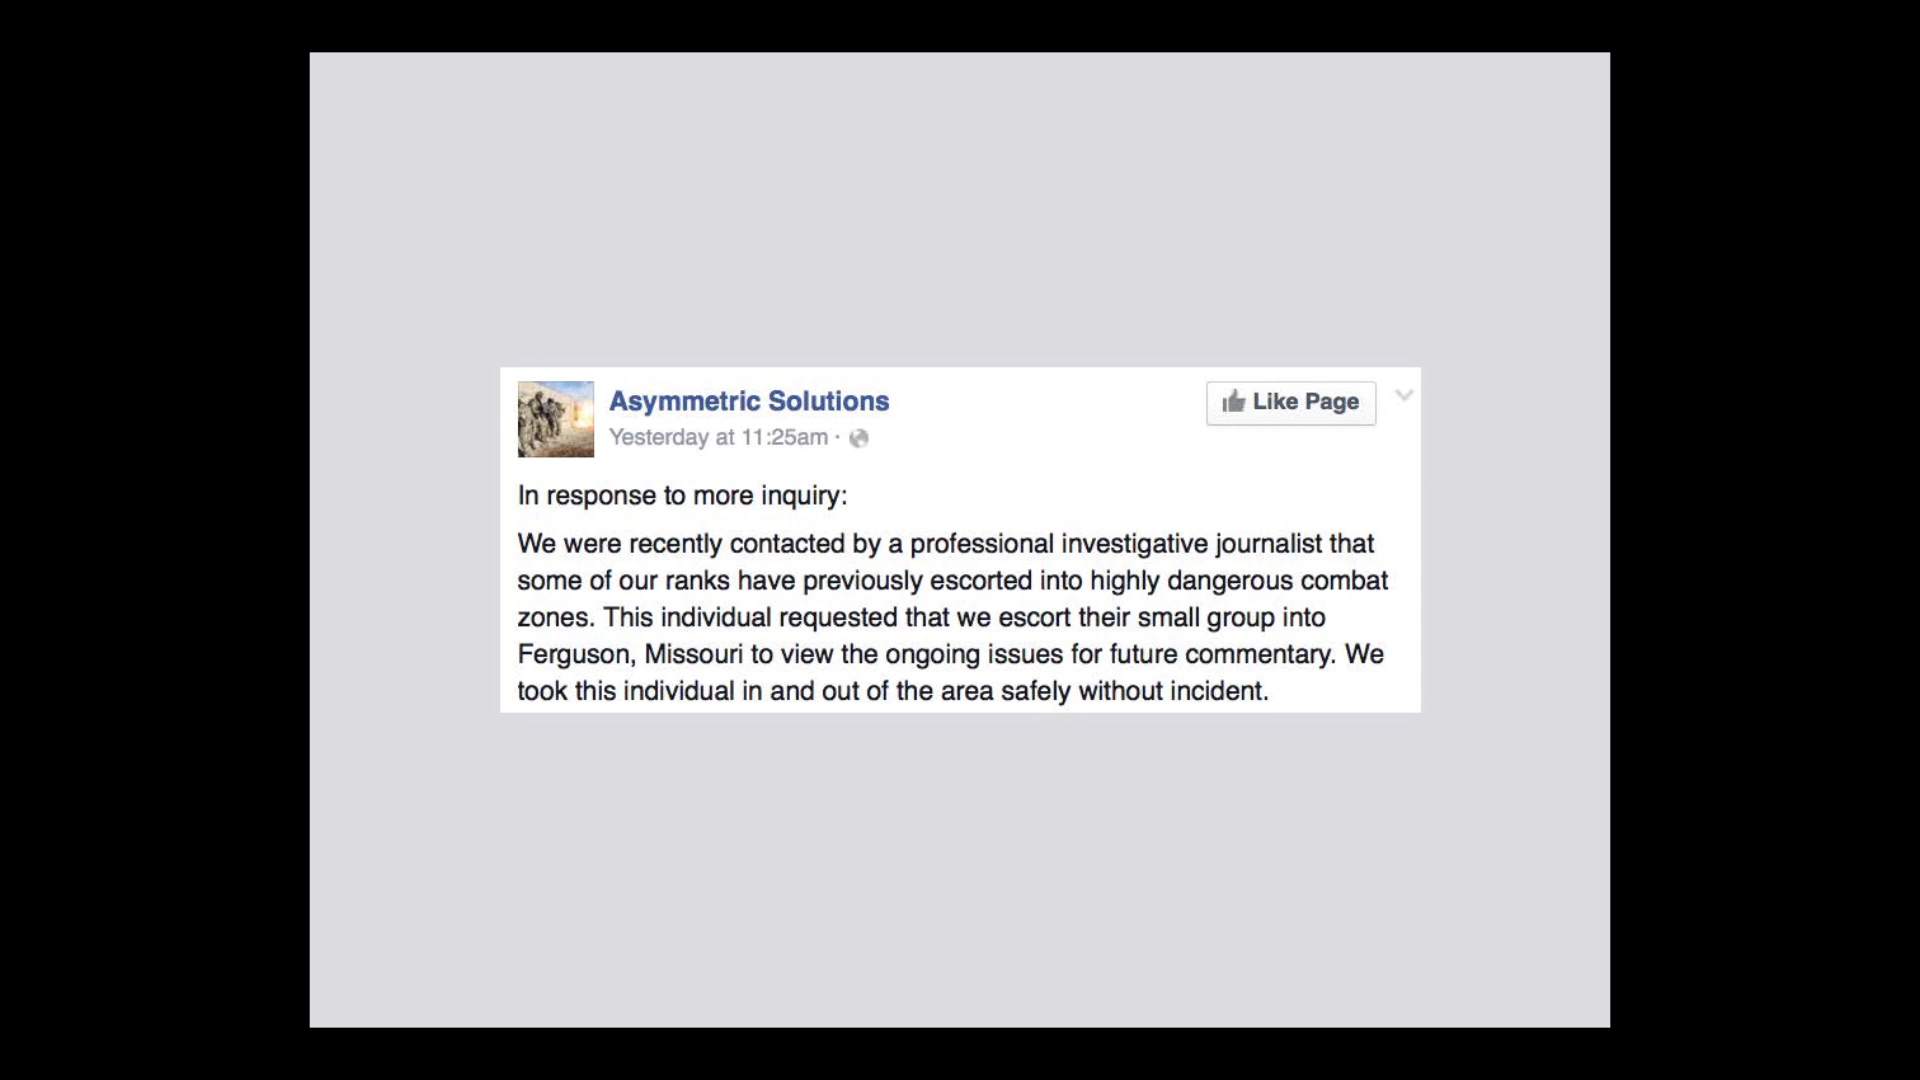 Asymmetric Solutions
Like Page
Yesterday at 11:25am ·
In response to more inquiry:
We were recently contacted by a professional investigative journalist that
some of our ranks have previously escorted into highly dangerous combat
zones. This individual requested that we escort their small group into
Ferguson, Missouri to view the ongoing issues for future commentary. We
took this individual in and out of the area safely without incident.